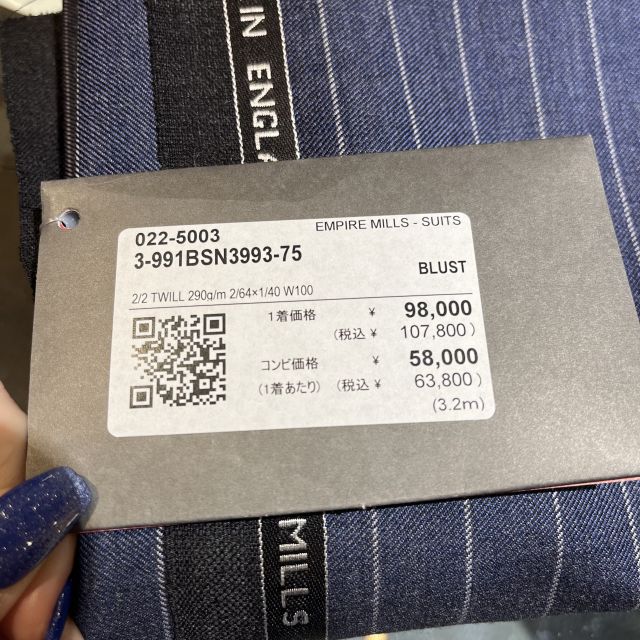 IN ENGLA
022-5003
EMPIRE MILLS - SUITS
3-991BSN3993-75
BLUST
2/2 TWILL 290g/m 2/64×1/40 W100
1着価格 ¥ 98,000
(税込 ¥ 107,800 )
コンビ価格 ¥ 58,000
(1着あたり) (税込 ¥ 63,800 )
(3.2m)
MILLS